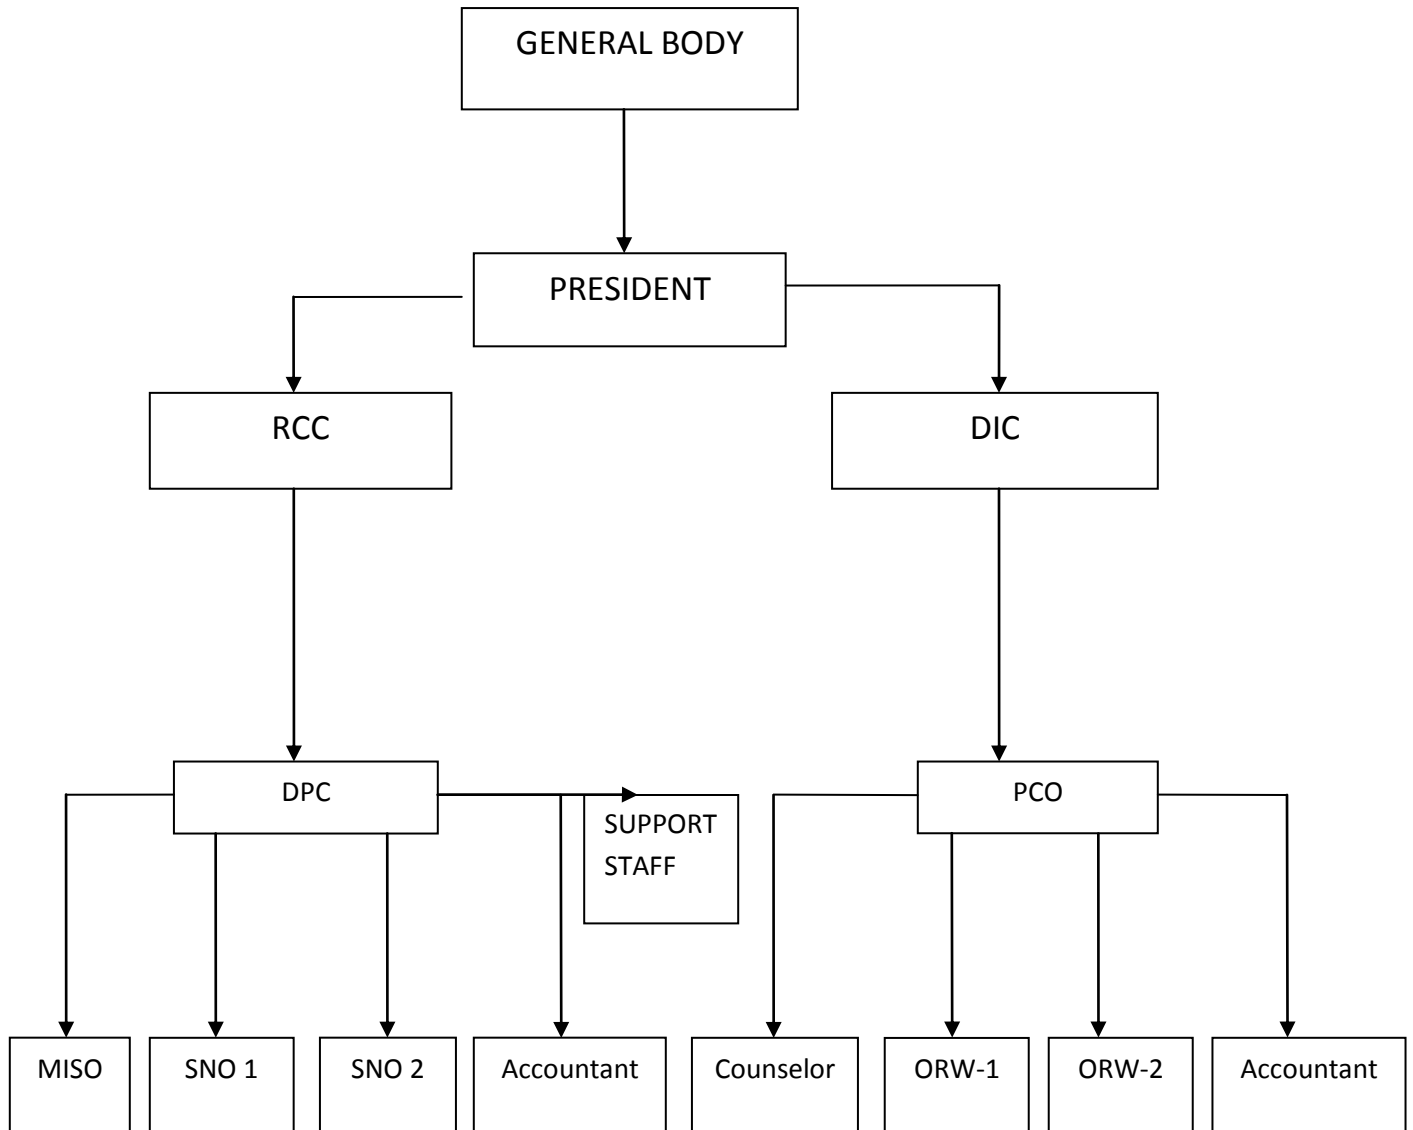 GENERAL BODY
PRESIDENT
RCC
DIC
DPC
PCO
SUPPORT
STAFF
MISO
SNO 1
SNO 2
Accountant
Counselor
ORW-1
ORW-2
Accountant